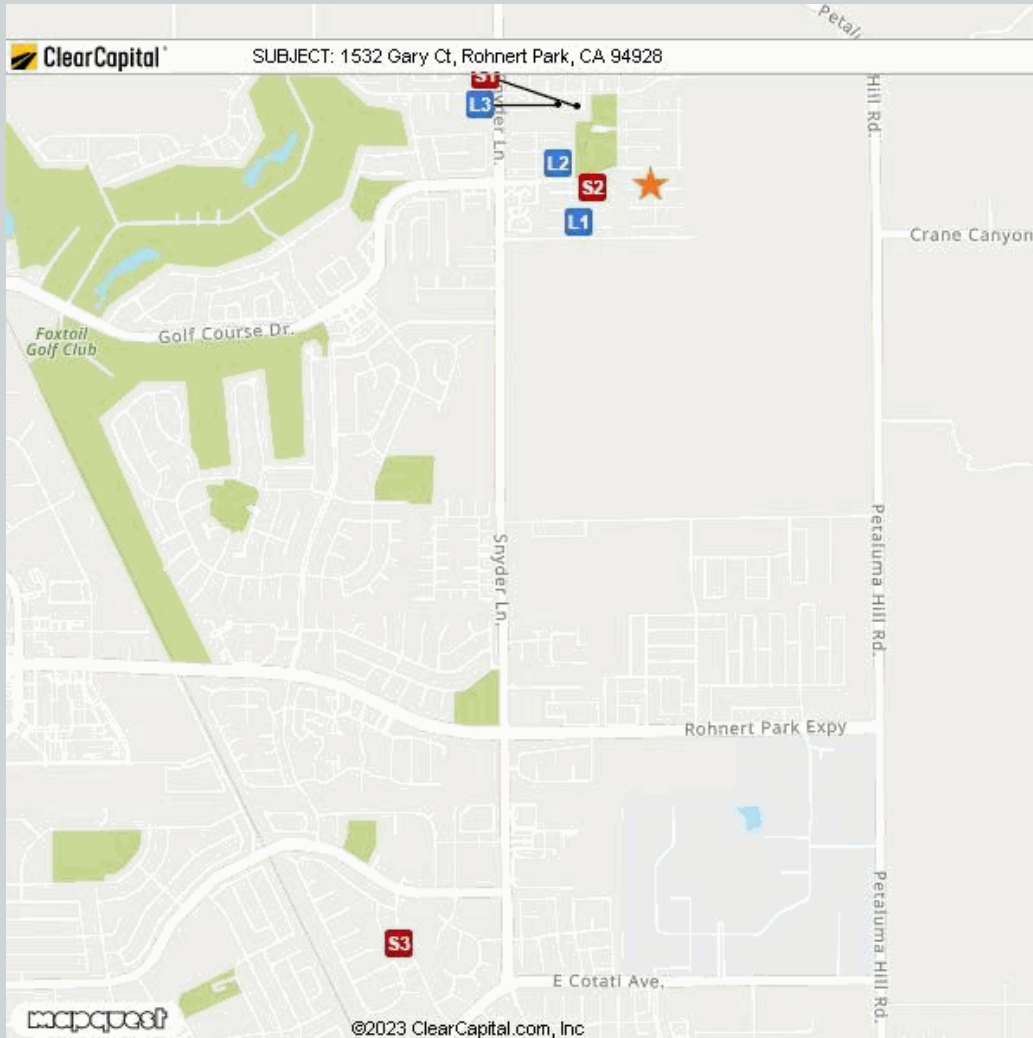 Petalu
ClearCapital®
SUBJECT: 1532 Gary Ct, Rohnert Park, CA 94928
S1
L3
Snyder Ln.
Hill Rd.
L2
S2
L1
Crane Canyon
Foxtail
Golf Club
Golf Course Dr.
Snyder Ln.
Petaluma Hill Rd.
Rohnert Park Expy
Petaluma Hill Rd.
S3
E Cotati Ave,
mapquest
©2023 ClearCapital.com, Inc